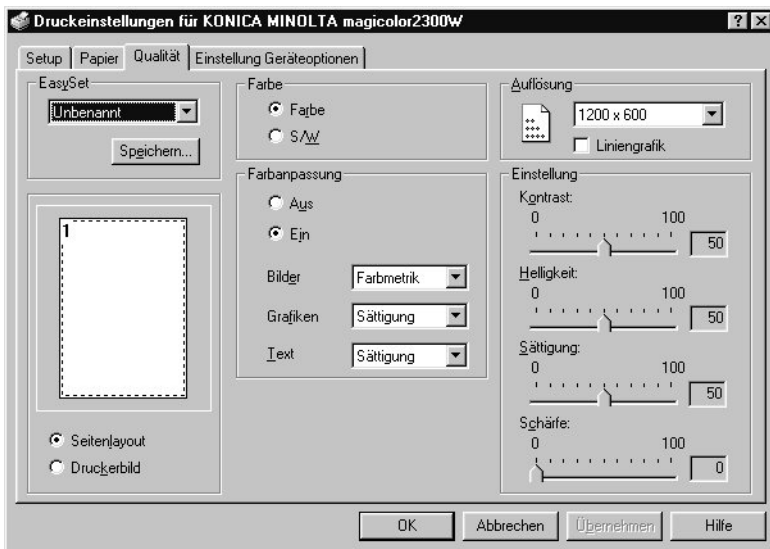 Druckeinstellungen für KONICA MINOLTA magicolor2300W
Setup
Papier
Qualität
Einstellung Geräteoptionen
EasySet
Unbenannt
Speichern...
1
Seitenlayout
Druckerbild
Farbe
Farbe
S/W
Farbanpassung
Aus
Ein
Bilder
Farbmetrik
Grafiken
Sättigung
Text
Sättigung
Auflösung
1200 x 600
Liniengrafik
Einstellung
Kontrast:
0 100
50
Helligkeit:
0 100
50
Sättigung:
0 100
50
Schärfe:
0 100
0
OK
Abbrechen
Übernehmen
Hilfe